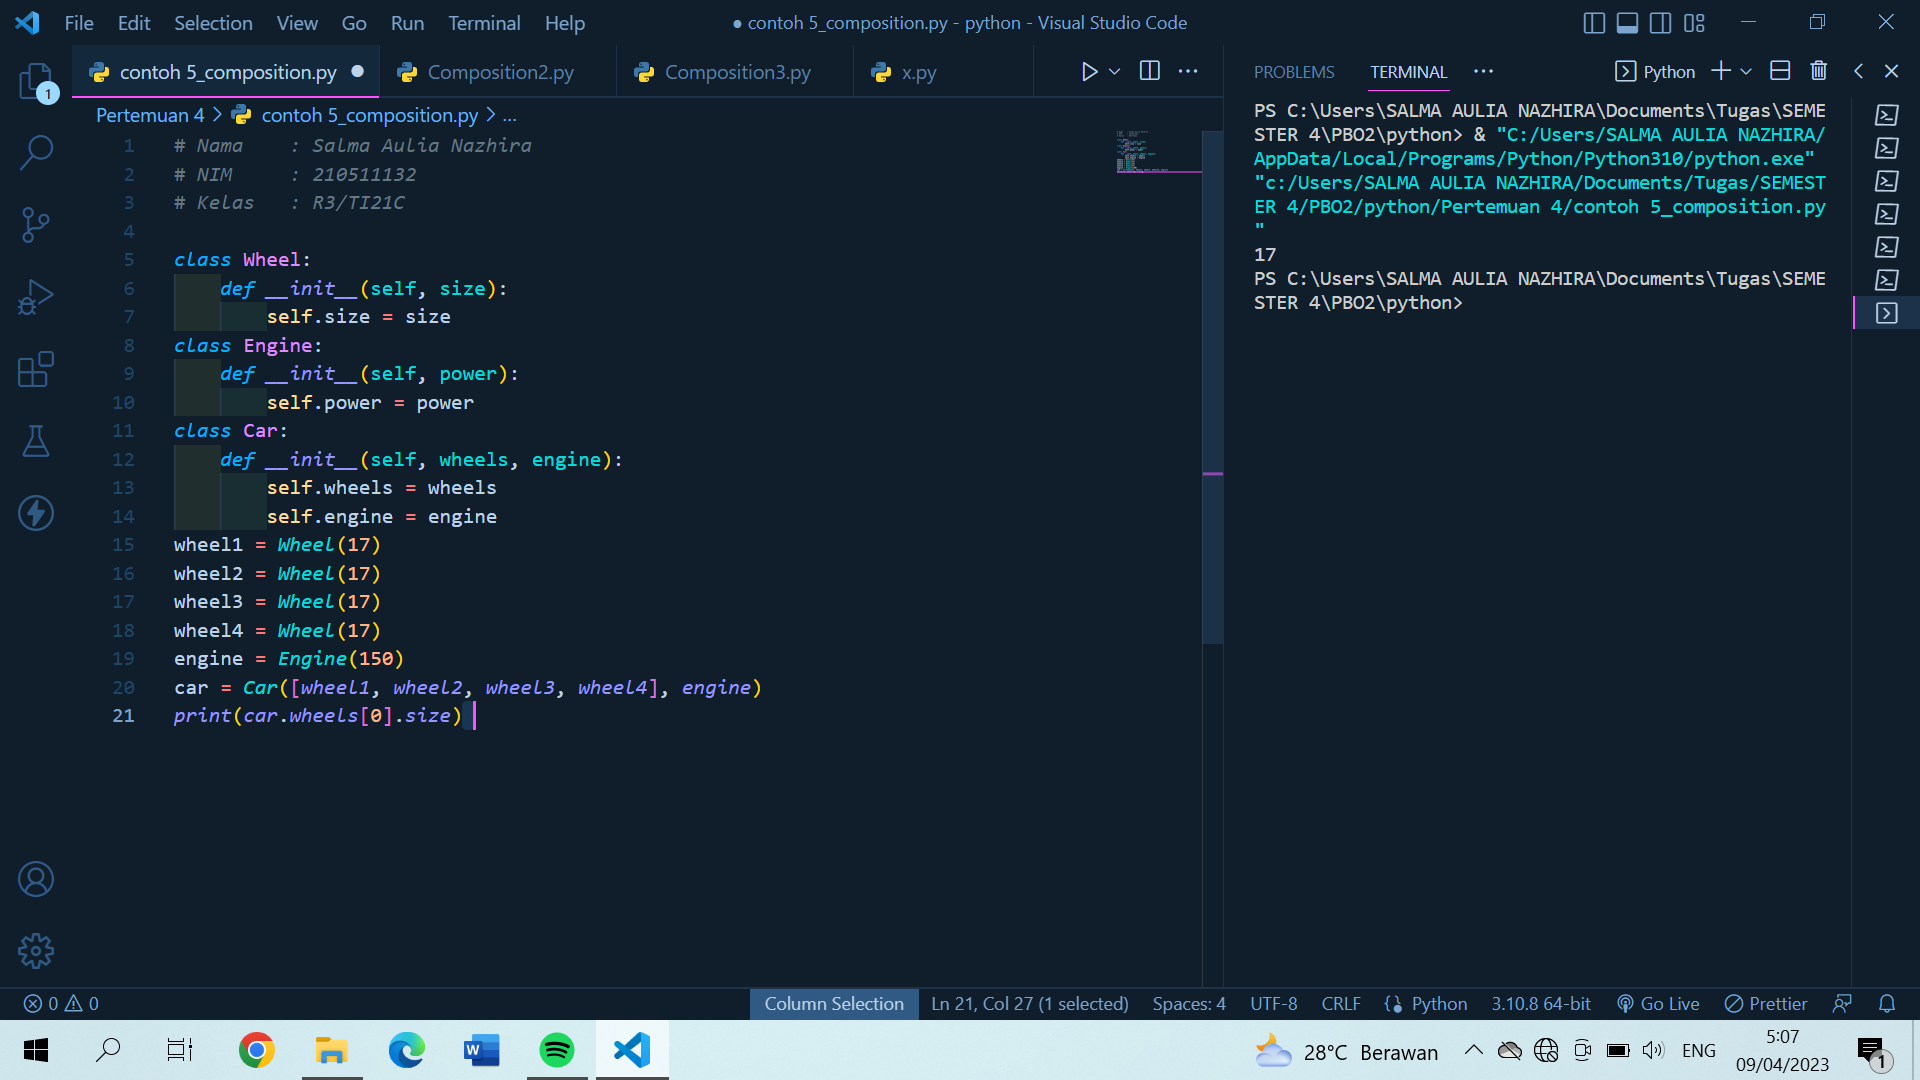 File Edit Selection View Go Run Terminal Help
● contoh 5_composition.py - python - Visual Studio Code
contoh 5_composition.py Composition2.py Composition3.py x.py
Pertemuan 4 > contoh 5_composition.py > ...
1 # Nama    : Salma Aulia Nazhira
2 # NIM     : 210511132
3 # Kelas   : R3/TI21C
4
5 class Wheel:
6     def __init__(self, size):
7         self.size = size
8 class Engine:
9     def __init__(self, power):
10         self.power = power
11 class Car:
12     def __init__(self, wheels, engine):
13         self.wheels = wheels
14         self.engine = engine
15 wheel1 = Wheel(17)
16 wheel2 = Wheel(17)
17 wheel3 = Wheel(17)
18 wheel4 = Wheel(17)
19 engine = Engine(150)
20 car = Car([wheel1, wheel2, wheel3, wheel4], engine)
21 print(car.wheels[0].size)
PROBLEMS TERMINAL ... Python
PS C:\Users\SALMA AULIA NAZHIRA\Documents\Tugas\SEME
STER 4\PBO2\python> & "C:/Users/SALMA AULIA NAZHIRA/
AppData/Local/Programs/Python/Python310/python.exe"
"c:/Users/SALMA AULIA NAZHIRA/Documents/Tugas/SEMEST
ER 4/PBO2/python/Pertemuan 4/contoh 5_composition.py
"
17
PS C:\Users\SALMA AULIA NAZHIRA\Documents\Tugas\SEME
STER 4\PBO2\python>
1
0 0 Column Selection Ln 21, Col 27 (1 selected) Spaces: 4 UTF-8 CRLF Python 3.10.8 64-bit Go Live Prettier
28°C Berawan ENG 5:07
09/04/2023
1